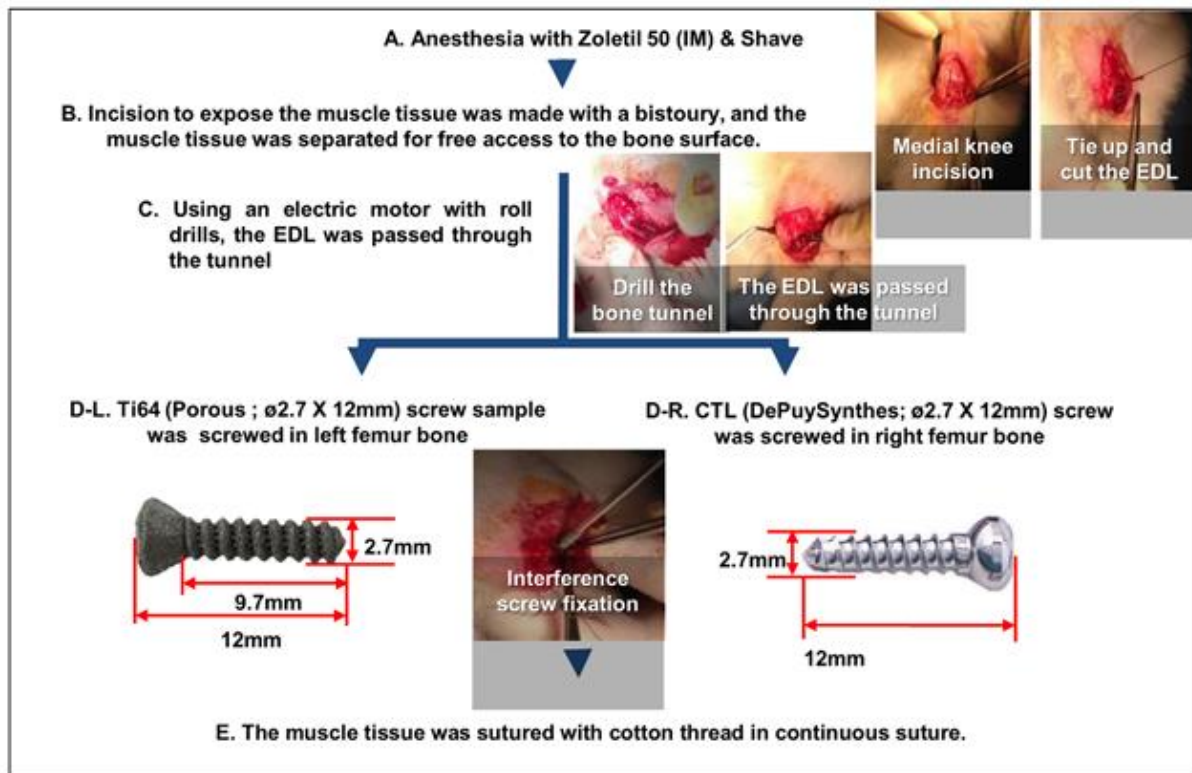 A. Anesthesia with Zoletil 50 (IM) & Shave
B. Incision to expose the muscle tissue was made with a bistoury, and the
muscle tissue was separated for free access to the bone surface.
Medial knee
incision
Tie up and
cut the EDL
C. Using an electric motor with roll
drills, the EDL was passed through
the tunnel
Drill the
bone tunnel
The EDL was passed
through the tunnel
D-L. Ti64 (Porous ; ø2.7 X 12mm) screw sample
was screwed in left femur bone
D-R. CTL (DePuySynthes; ø2.7 X 12mm) screw
was screwed in right femur bone
2.7mm
9.7mm
12mm
Interference
screw fixation
2.7mm
12mm
E. The muscle tissue was sutured with cotton thread in continuous suture.